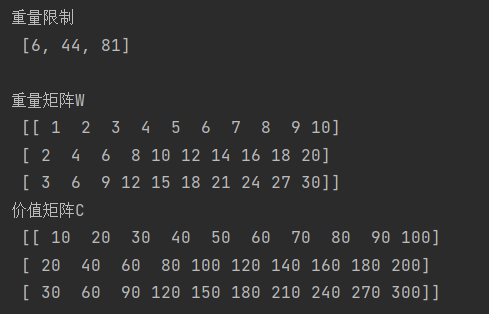 重量限制
[6, 44, 81]
重量矩阵W
[[ 1  2  3  4  5  6  7  8  9 10]
[ 2  4  6  8 10 12 14 16 18 20]
[ 3  6  9 12 15 18 21 24 27 30]]
价值矩阵C
[[ 10  20  30  40  50  60  70  80  90 100]
[ 20  40  60  80 100 120 140 160 180 200]
[ 30  60  90 120 150 180 210 240 270 300]]